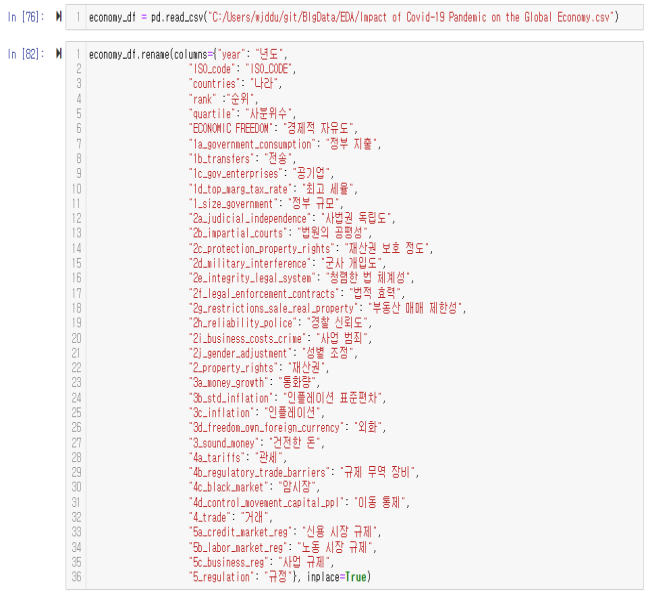 In [76]: 1 economy_df = pd.read_csv("C:/Users/mjddu/git/BigData/EDA/Impact of Covid-19 Pandemic on the Global Economy.csv")
In [82]: 1 economy_df.rename(columns={"year": "년도",
2 "ISO_code": "ISO_CODE",
3 "countries": "나라",
4 "rank" :"순위",
5 "quartile": "사분위수",
6 "ECONOMIC FREEDOM": "경제적 자유도",
7 "1a_government_consumption": "정부 지출",
8 "1b_transfers": "전송",
9 "1c_gov_enterprises": "공기업",
10 "1d_top_marg_tax_rate": "최고 세율",
11 "1_size_government": "정부 규모",
12 "2a_judicial_independence": "사법권 독립도",
13 "2b_impartial_courts": "법원의 공평성",
14 "2c_protection_property_rights": "재산권 보호 정도",
15 "2d_military_interference": "군사 개입도",
16 "2e_integrity_legal_system": "청렴한 법 체계성",
17 "2f_legal_enforcement_contracts": "법적 효력",
18 "2g_restrictions_sale_real_property": "부동산 매매 제한성",
19 "2h_reliability_police": "경찰 신뢰도",
20 "2i_business_costs_crime": "사업 범죄",
21 "2j_gender_adjustment": "성별 조정",
22 "2_property_rights": "재산권",
23 "3a_money_growth": "통화량",
24 "3b_std_inflation": "인플레이션 표준편차",
25 "3c_inflation": "인플레이션",
26 "3d_freedom_own_foreign_currency": "외화",
27 "3_sound_money": "건전한 돈",
28 "4a_tariffs": "관세",
29 "4b_regulatory_trade_barriers": "규제 무역 장비",
30 "4c_black_market": "암시장",
31 "4d_control_movement_capital_ppl": "이동 통제",
32 "4_trade": "거래",
33 "5a_credit_market_reg": "신용 시장 규제",
34 "5b_labor_market_reg": "노동 시장 규제",
35 "5c_business_reg": "사업 규제",
36 "5_regulation": "규정"}, inplace=True)